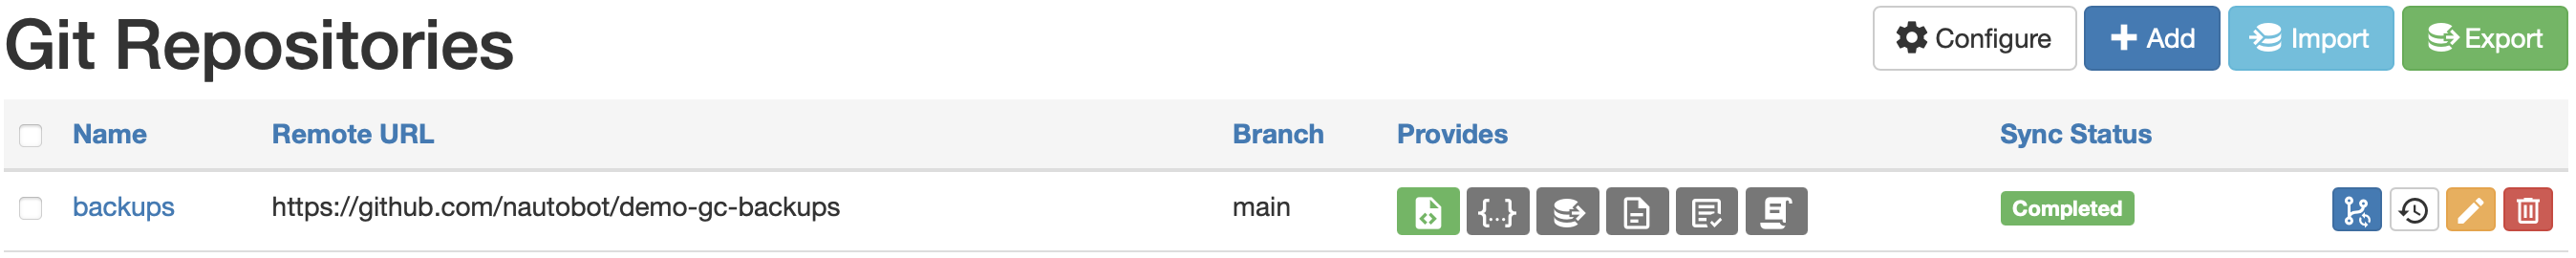 Git Repositories
Configure
Add
Import
Export
Name Remote URL Branch Provides Sync Status
backups https://github.com/nautobot/demo-gc-backups main {...} Completed